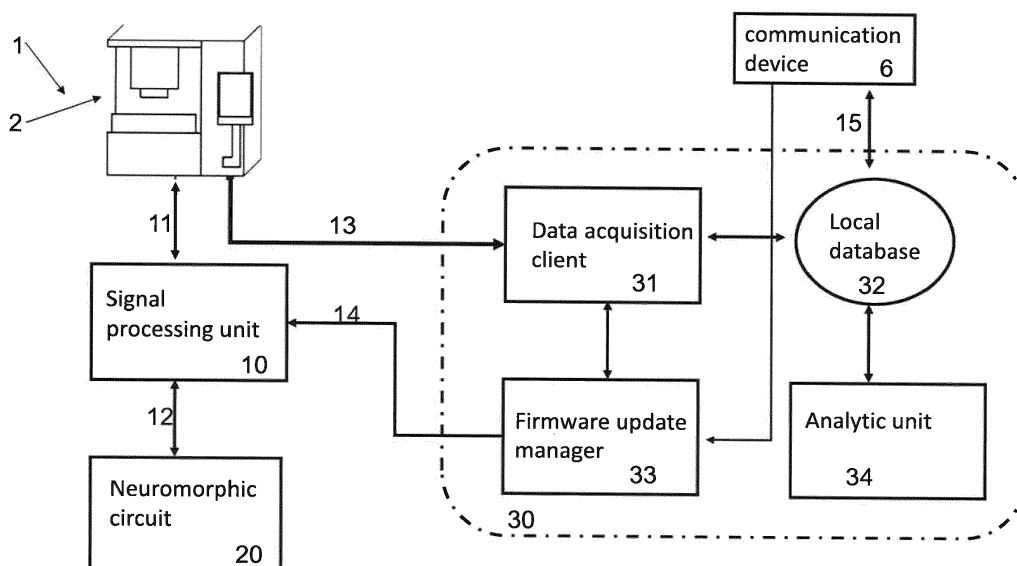 1
2
communication
device 6
15
11
13
Data acquisition
client
31
Local
database
32
Signal
processing unit
10
14
12
Firmware update
manager
33
Analytic unit
34
Neuromorphic
circuit
20
30